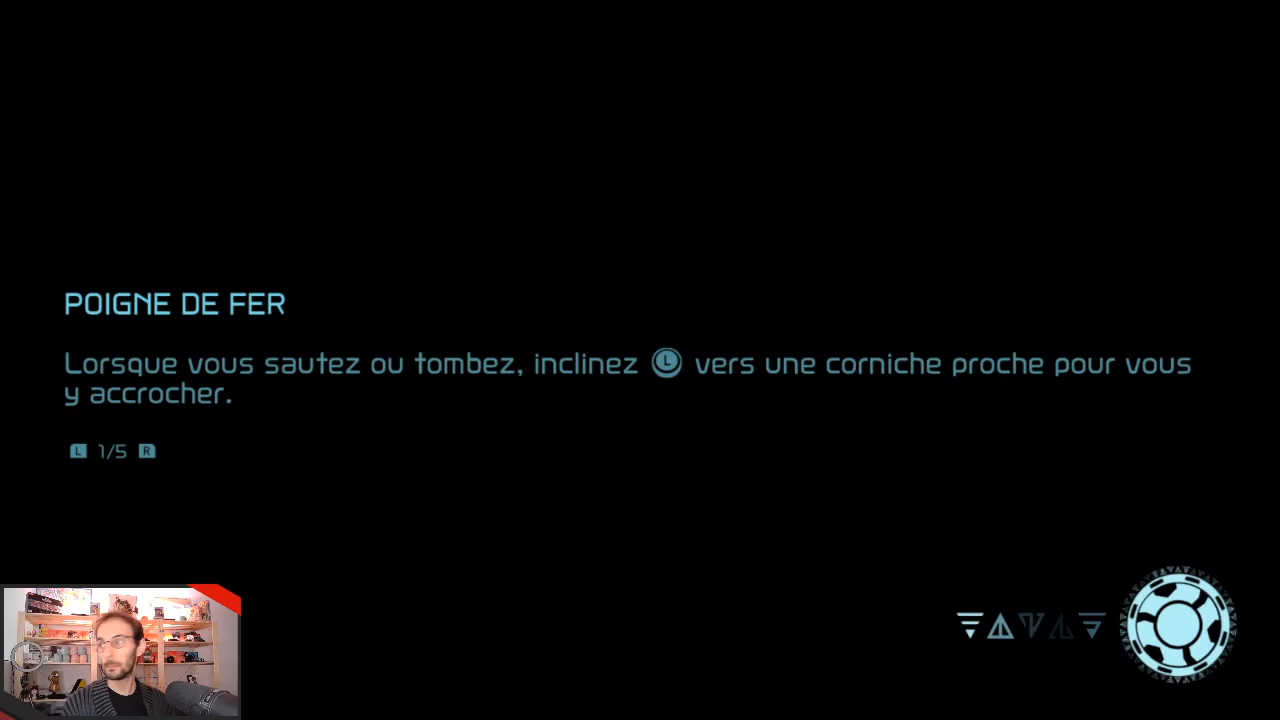 POIGNE DE FER
Lorsque vous sautez ou tombez, inclinez L vers une corniche proche pour vous
y accrocher.
L 1/5 R